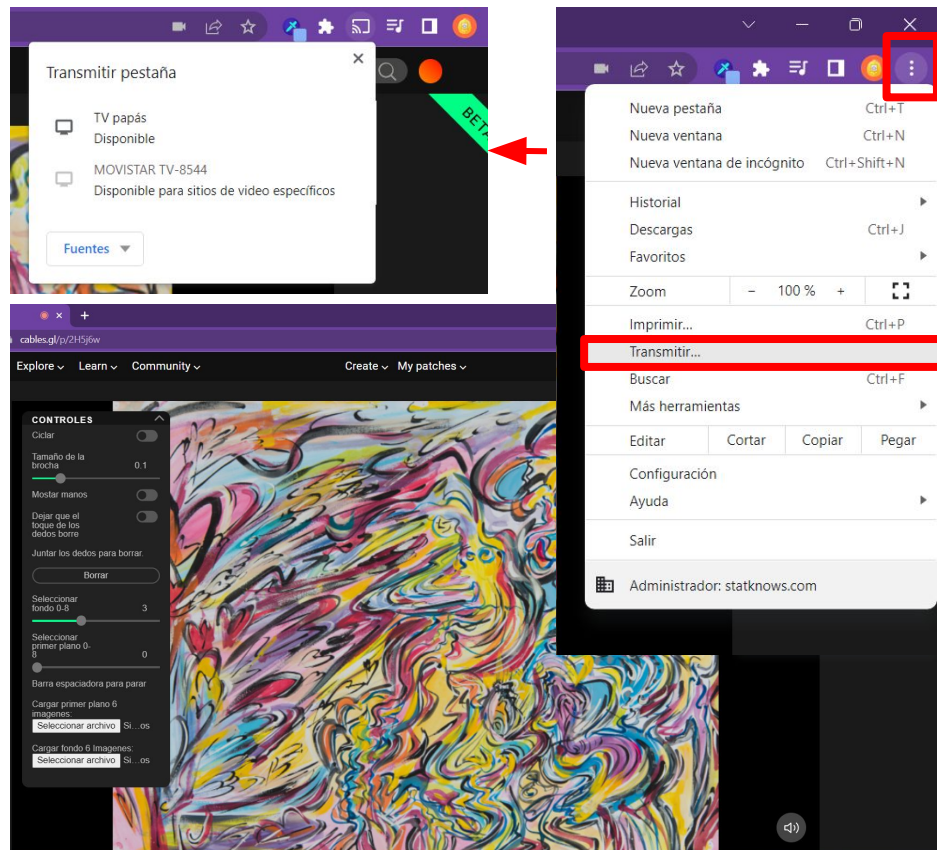 Transmitir pestaña
TV papás
Disponible
MOVISTAR TV-8544
Disponible para sitios de video específicos
Fuentes
BETA
Nueva pestaña Ctrl+T
Nueva ventana Ctrl+N
Nueva ventana de incógnito Ctrl+Shift+N
Historial
Descargas Ctrl+J
Favoritos
Zoom - 100 % +
Imprimir... Ctrl+P
Transmitir...
Buscar Ctrl+F
Más herramientas
Editar Cortar Copiar Pegar
Configuración
Ayuda
Salir
Administrador: statknows.com
cables.gl/p/2H5j6w
Explore Learn Community Create My patches
CONTROLES
Ciclar
Tamaño de la
brocha 0.1
Mostar manos
Dejar que el
toque de los
dedos borre
Juntar los dedos para borrar.
Borrar
Seleccionar
fondo 0-8 3
Seleccionar
primer plano 0-
8 0
Barra espaciadora para parar
Cargar primer plano 6
imagenes:
Seleccionar archivo Si...os
Cargar fondo 6 Imagenes:
Seleccionar archivo Si...os